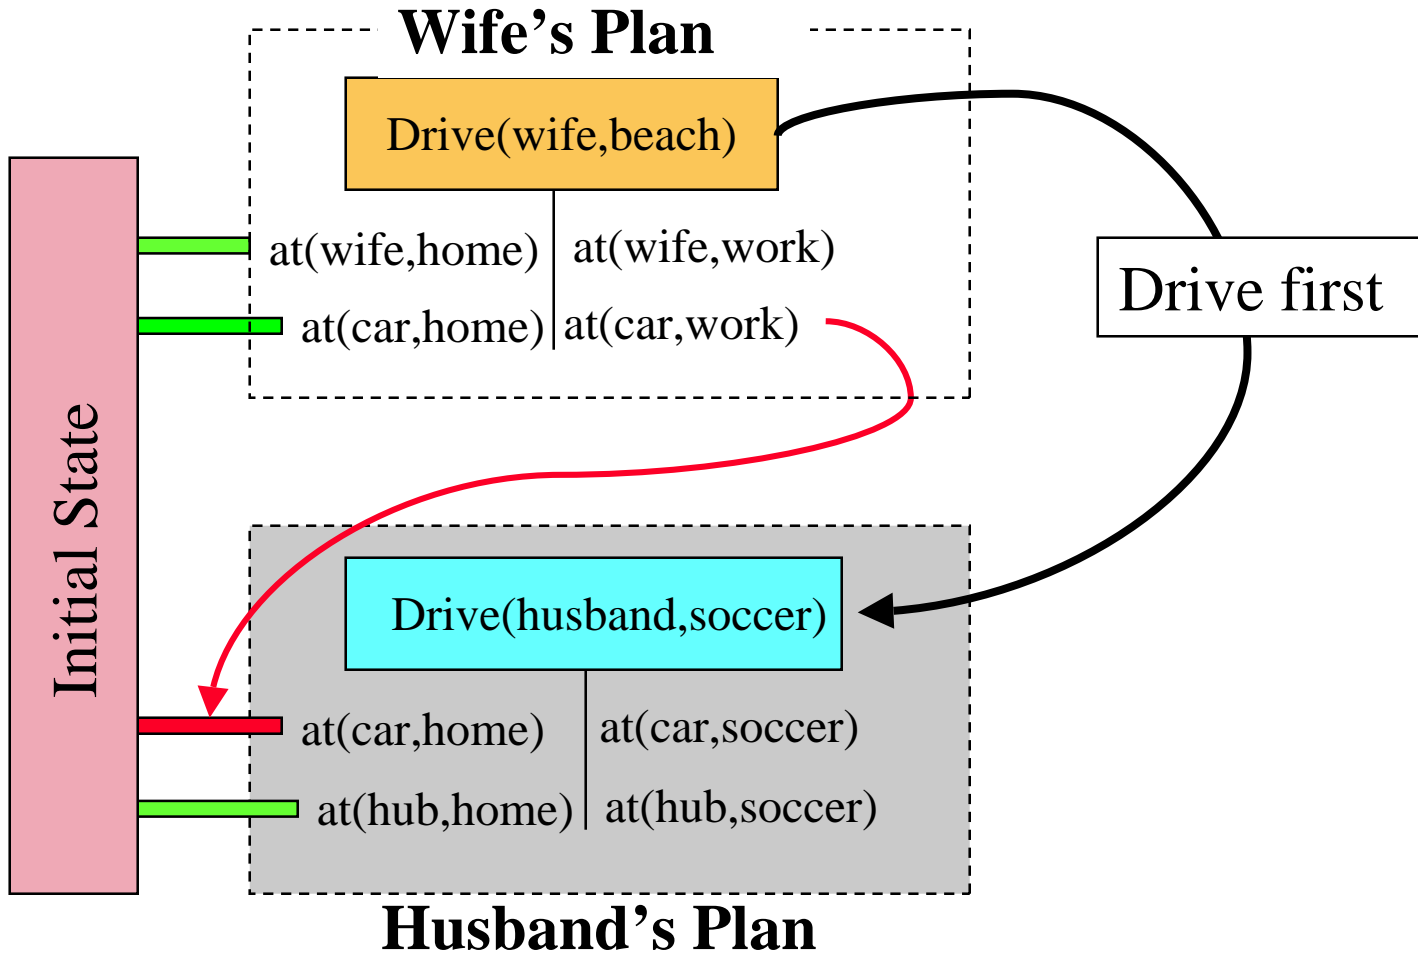 Wife's Plan
Drive(wife,beach)
at(wife,home) at(wife,work)
at(car,home) at(car,work)
Drive first
Initial State
Drive(husband,soccer)
at(car,home) at(car,soccer)
at(hub,home) at(hub,soccer)
Husband's Plan